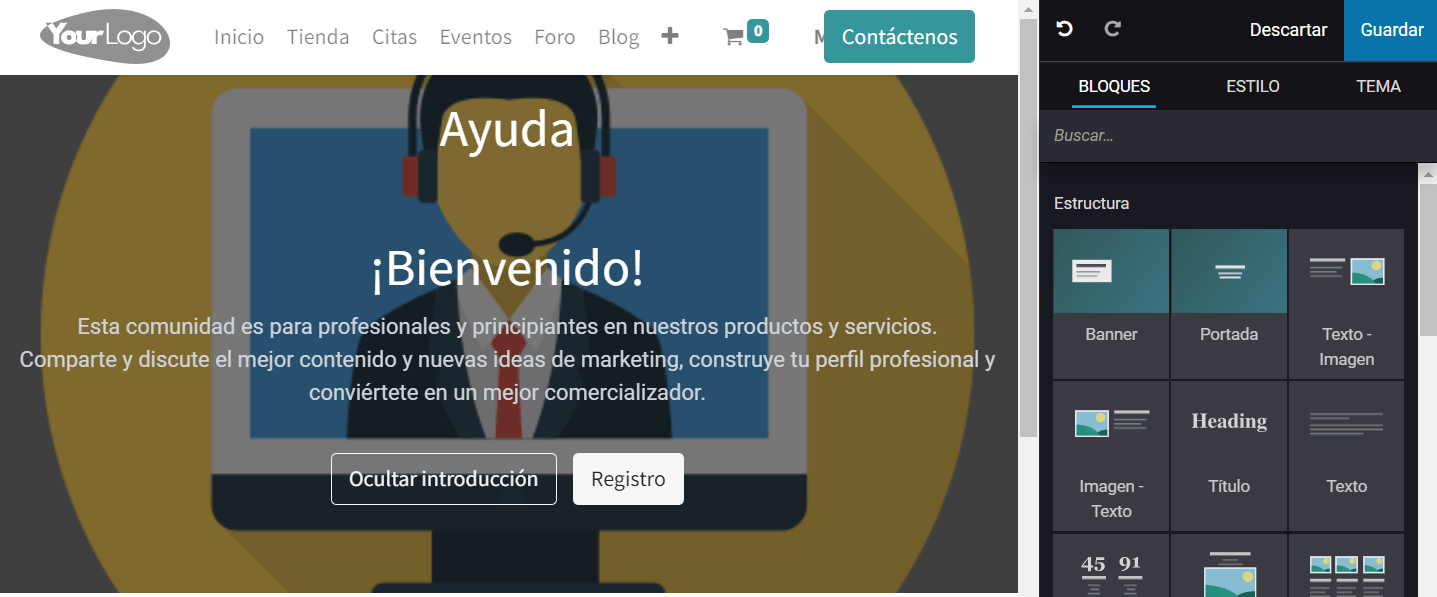 YourLogo
Inicio Tienda Citas Eventos Foro Blog + 0 M Contáctenos
Descartar Guardar
BLOQUES ESTILO TEMA
Buscar...
Ayuda
¡Bienvenido!
Esta comunidad es para profesionales y principiantes en nuestros productos y servicios.
Comparte y discute el mejor contenido y nuevas ideas de marketing, construye tu perfil profesional y
conviértete en un mejor comercializador.
Ocultar introducción Registro
Estructura
Banner Portada Texto -
Imagen
Heading
Imagen - Título Texto
Texto
45 91